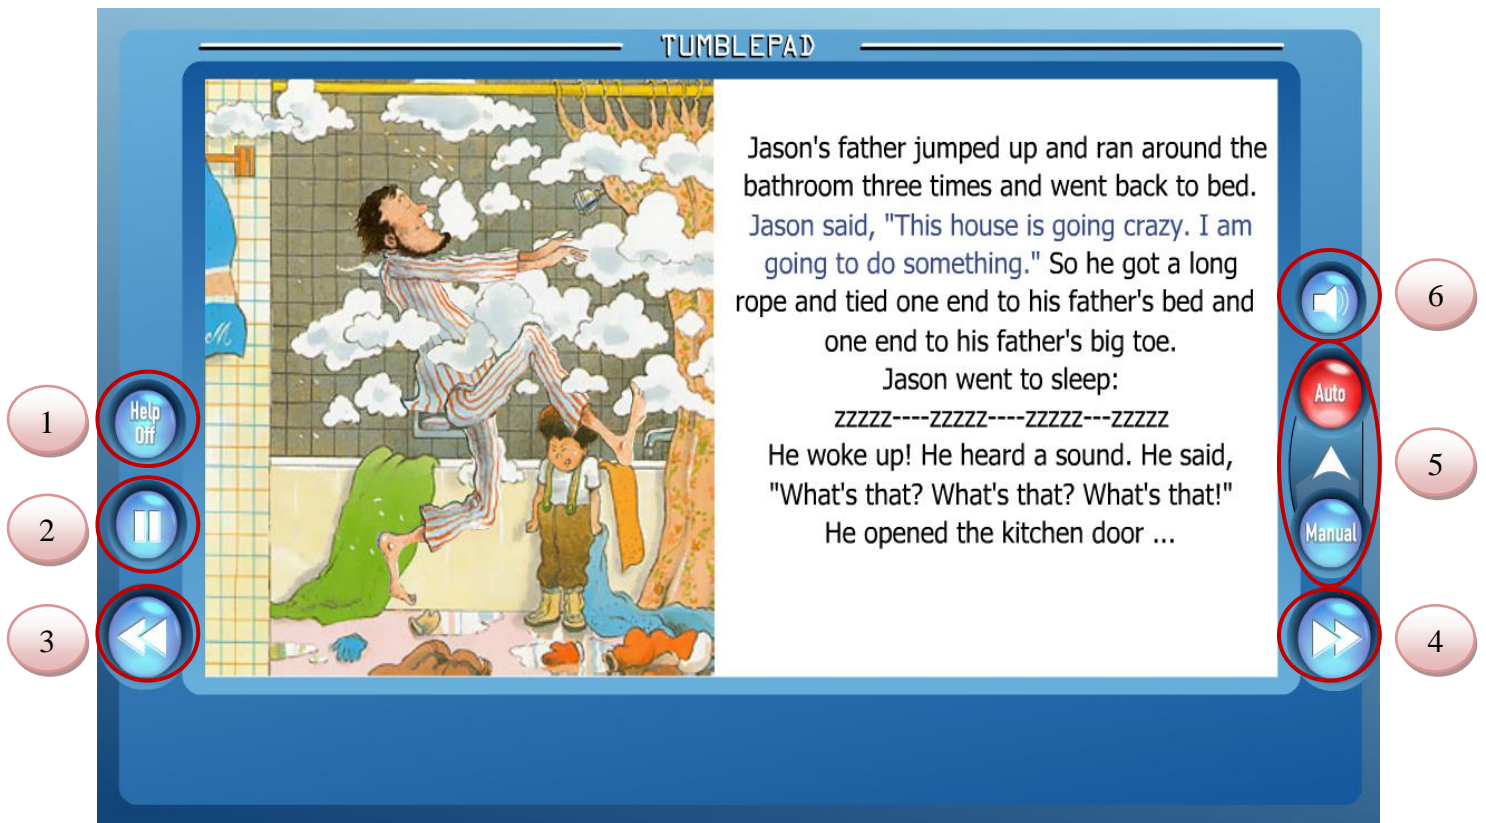 TUMBLEPAD
Jason's father jumped up and ran around the
bathroom three times and went back to bed.
Jason said, "This house is going crazy. I am
going to do something." So he got a long
rope and tied one end to his father's bed and
one end to his father's big toe.
Jason went to sleep:
zzzzz----zzzzz----zzzzz---zzzzz
He woke up! He heard a sound. He said,
"What's that? What's that? What's that!"
He opened the kitchen door ...
M
1
Help
Off
2
3
6
Auto
5
Manual
4